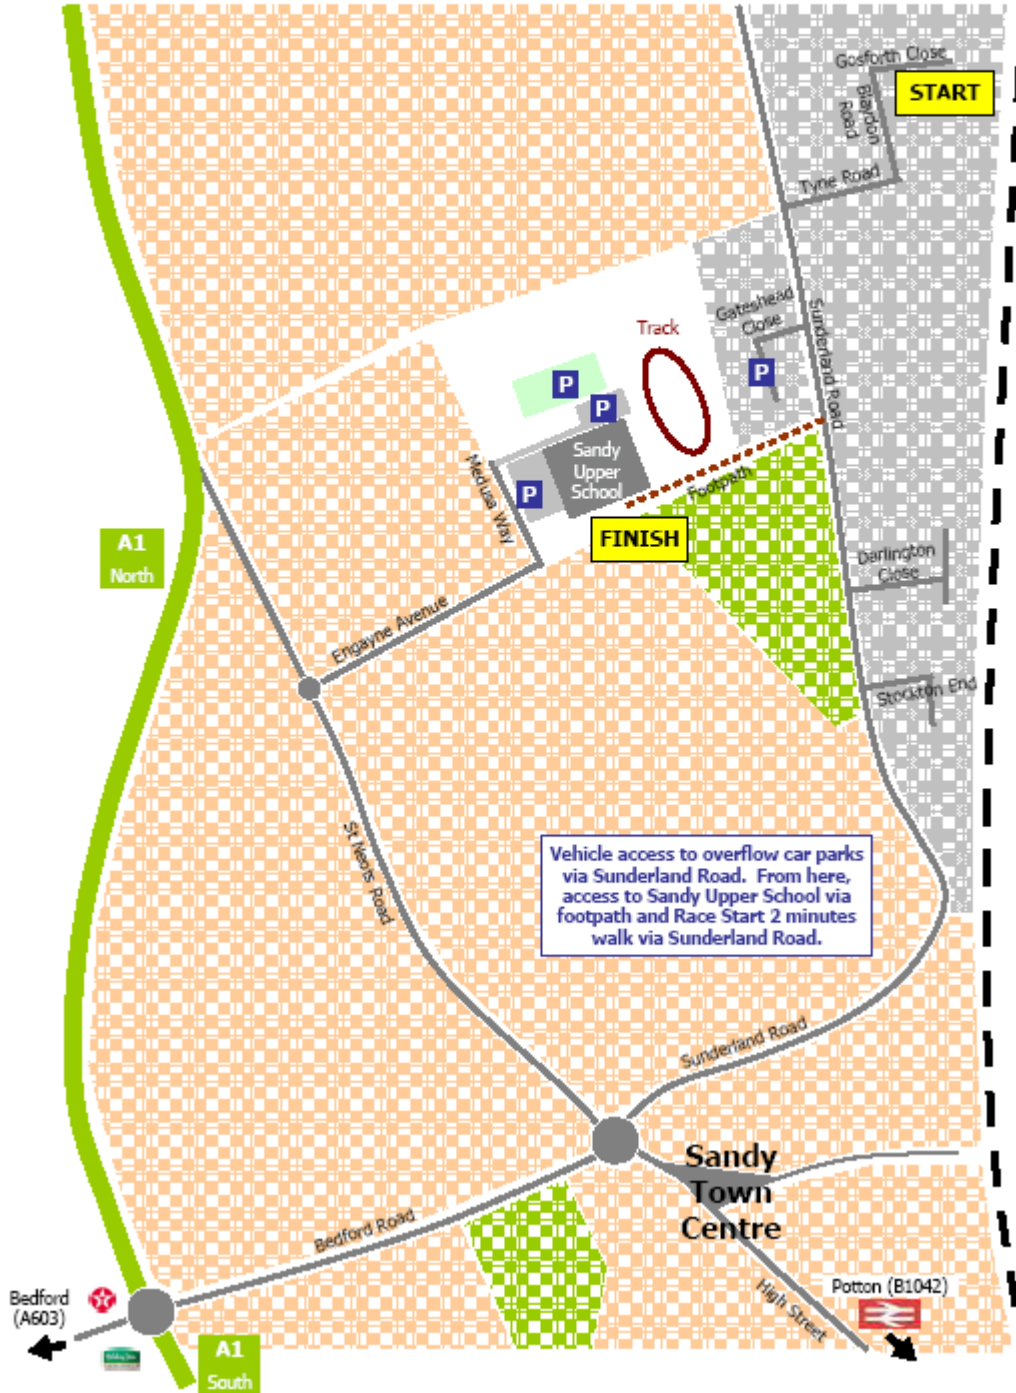 Gosforth Close
START
Blaydon
Road
Tyne Road
Gateshead
Close
Sunderland Road
Track
P
P
P
P
Sandy
Upper
School
Medusa Way
Footpath
FINISH
A1
North
Darlington
Close
Engayne Avenue
Stockton End
St Neots Road
Vehicle access to overflow car parks
via Sunderland Road. From here,
access to Sandy Upper School via
footpath and Race Start 2 minutes
walk via Sunderland Road.
Sunderland Road
Sandy
Town
Centre
Bedford Road
High Street
Potton (B1042)
Bedford
(A603)
A1
South